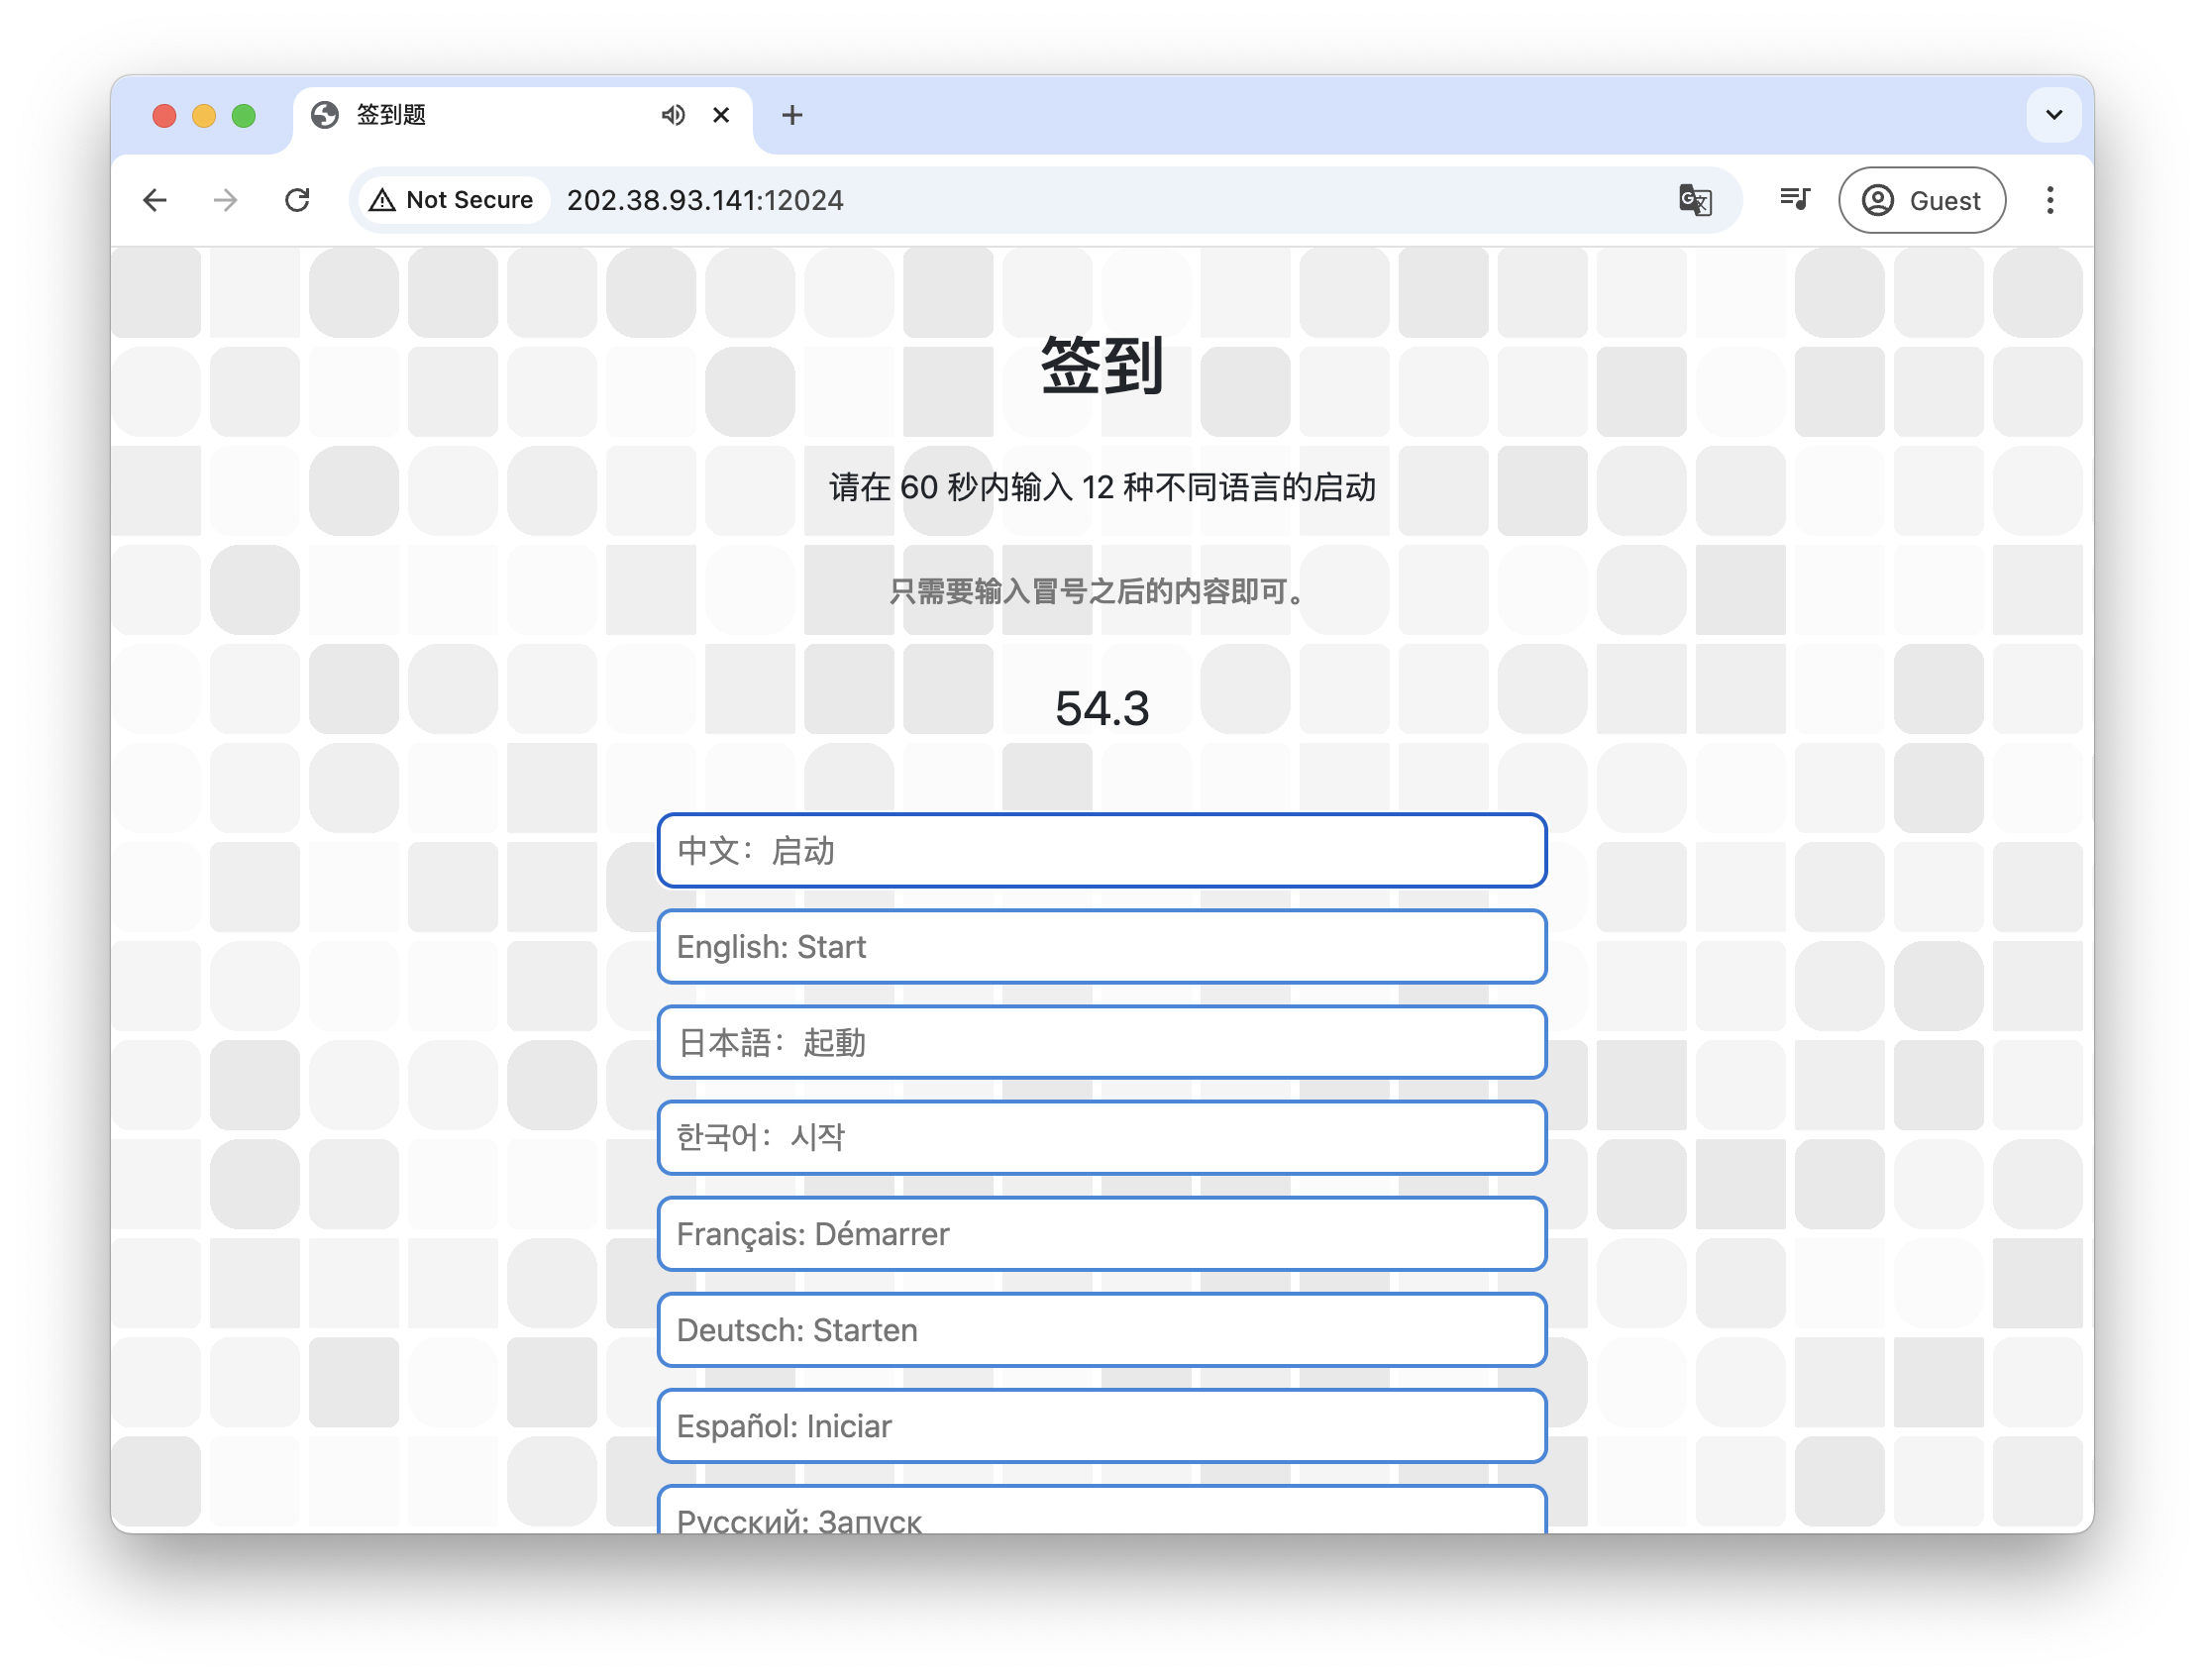 签到题
Not Secure 202.38.93.141:12024 Guest
签到
请在 60 秒内输入 12 种不同语言的启动
只需要输入冒号之后的内容即可。
54.3
中文：启动
English: Start
日本語：起動
한국어：시작
Français: Démarrer
Deutsch: Starten
Español: Iniciar
Русский: Запуск